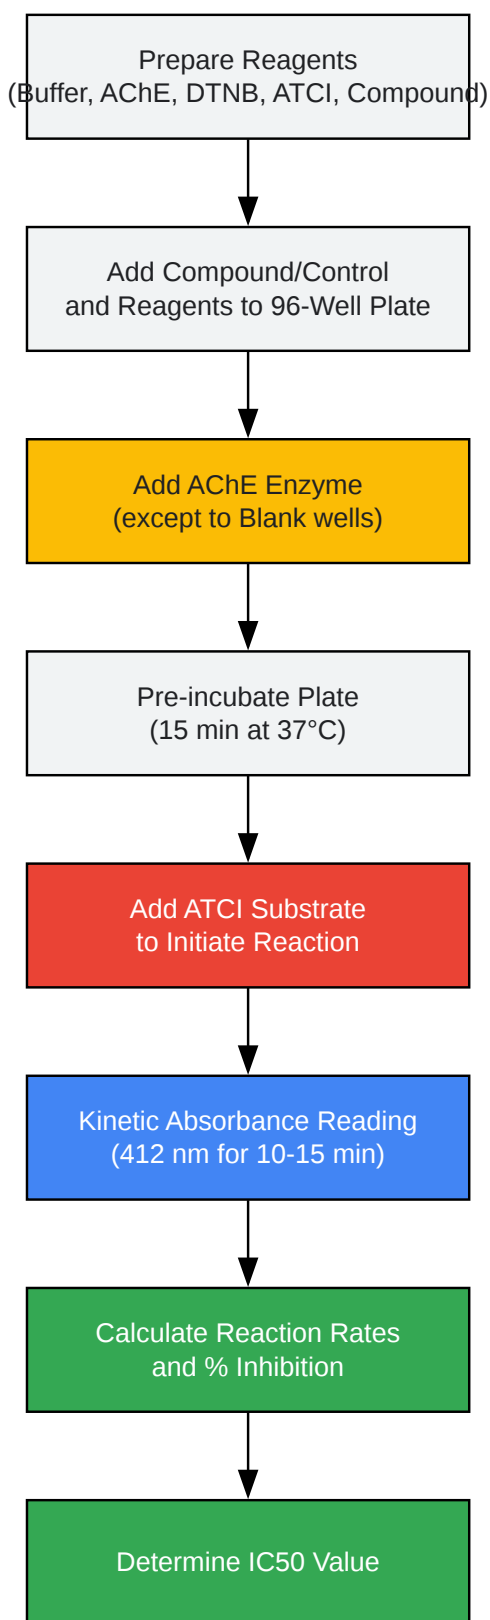 Prepare Reagents
(Buffer, AChE, DTNB, ATCI, Compound)
Add Compound/Control
and Reagents to 96-Well Plate
Add AChE Enzyme
(except to Blank wells)
Pre-incubate Plate
(15 min at 37°C)
Add ATCI Substrate
to Initiate Reaction
Kinetic Absorbance Reading
(412 nm for 10-15 min)
Calculate Reaction Rates
and % Inhibition
Determine IC50 Value